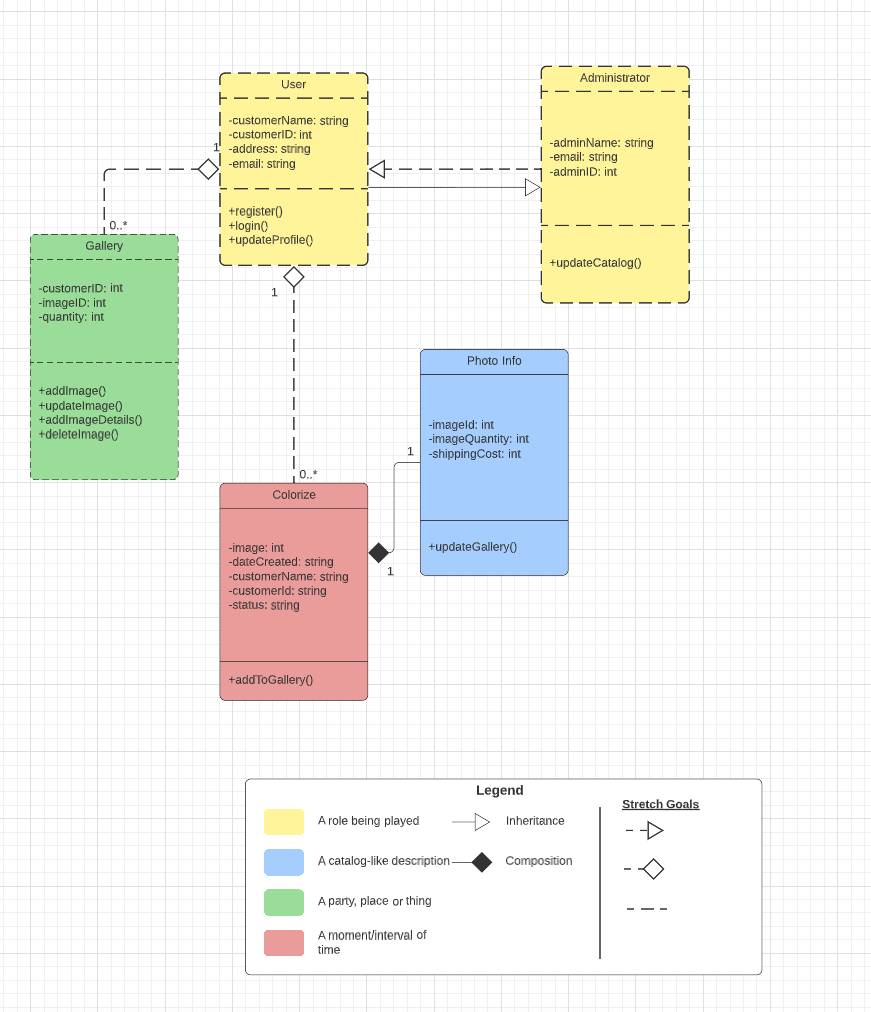 User
-customerName: string
-customerID: int
-address: string
-email: string
+register()
+login()
+updateProfile()
Administrator
-adminName: string
-email: string
-adminID: int
+updateCatalog()
1
0..*
Gallery
-customerID: int
-imageID: int
-quantity: int
+addImage()
+updateImage()
+addImageDetails()
+deleteImage()
1
0..*
Photo Info
-imageId: int
-imageQuantity: int
-shippingCost: int
+updateGallery()
1
1
Colorize
-image: int
-dateCreated: string
-customerName: string
-customerId: string
-status: string
+addToGallery()
Legend
A role being played
Inheritance
A catalog-like description
Composition
A party, place or thing
A moment/interval of
time
Stretch Goals